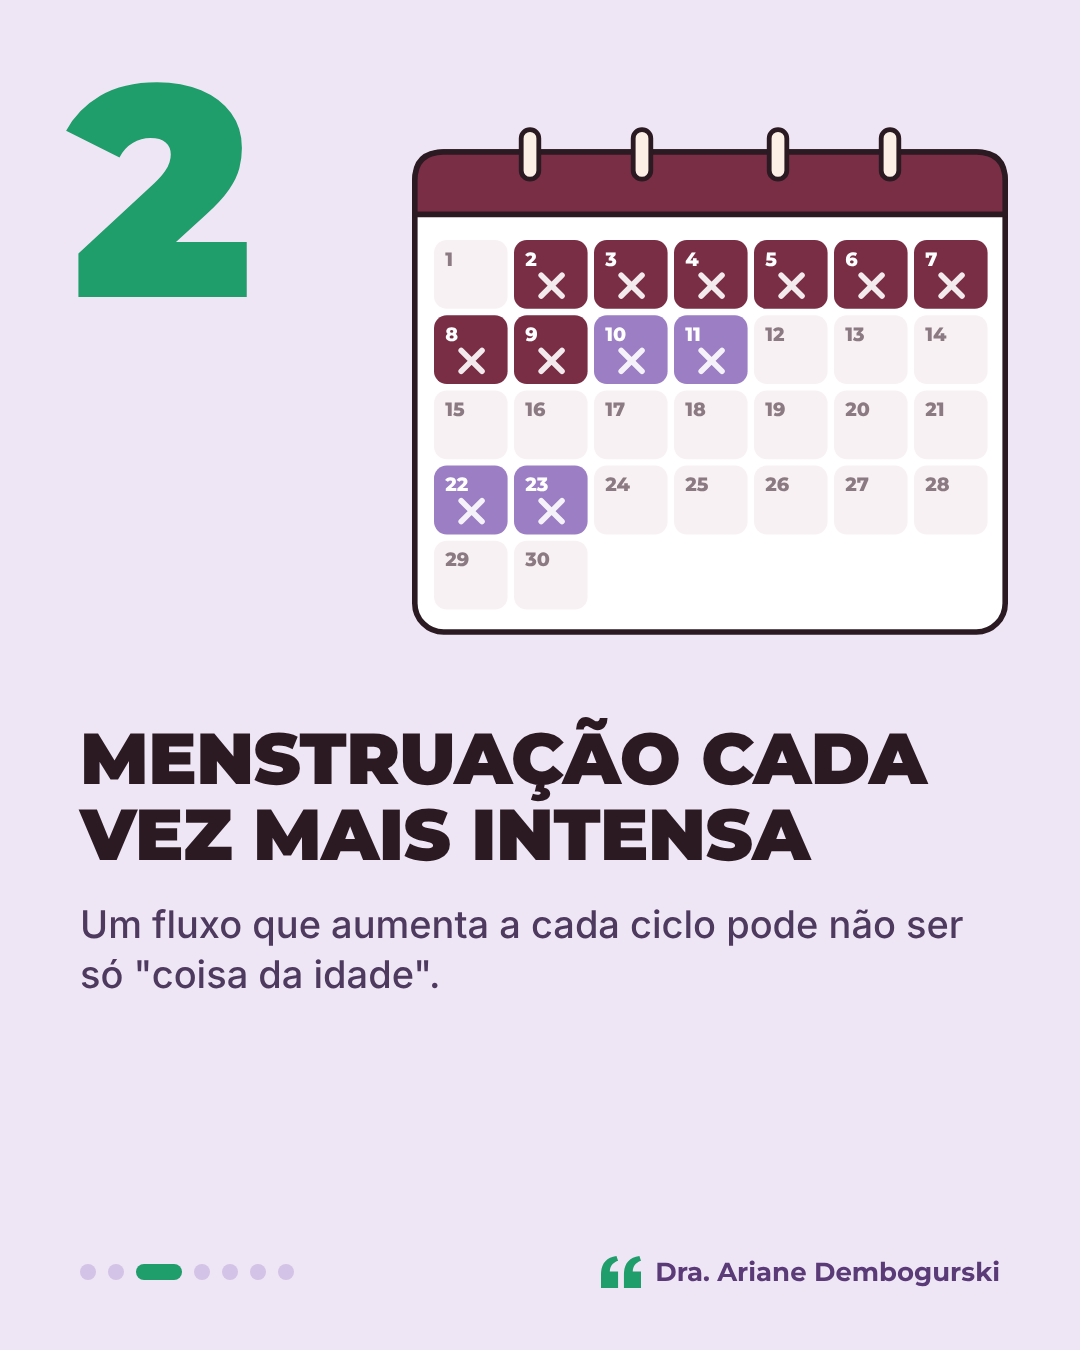 2
1 2 3 4 5 6 7
8 9 10 11 12 13 14
15 16 17 18 19 20 21
22 23 24 25 26 27 28
29 30
MENSTRUAÇÃO CADA
VEZ MAIS INTENSA
Um fluxo que aumenta a cada ciclo pode não ser
só "coisa da idade".
Dra. Ariane Dembogurski